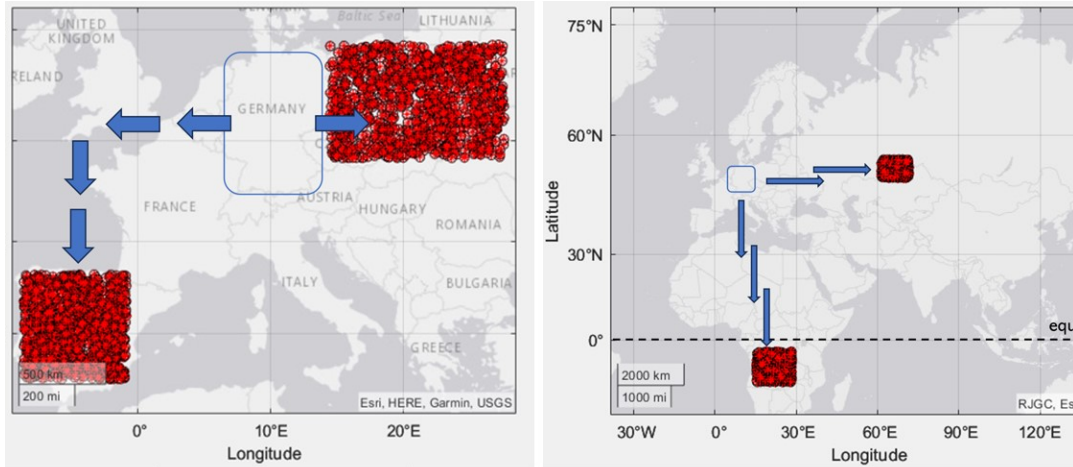 Baltic Sea
LITHUANIA
UNITED
KINGDOM
RELAND
GERMANY
FRANCE
AUSTRIA
HUNGARY
ROMANIA
ITALY
BULGARIA
GREECE
500 km
200 mi
Esri, HERE, Garmin, USGS
0°
10°E
20°E
Longitude
75°N
60°N
30°N
0°
Latitude
equ
2000 km
1000 mi
RJGC, Es
30°W
0°
30°E
60°E
90°E
120°E
Longitude